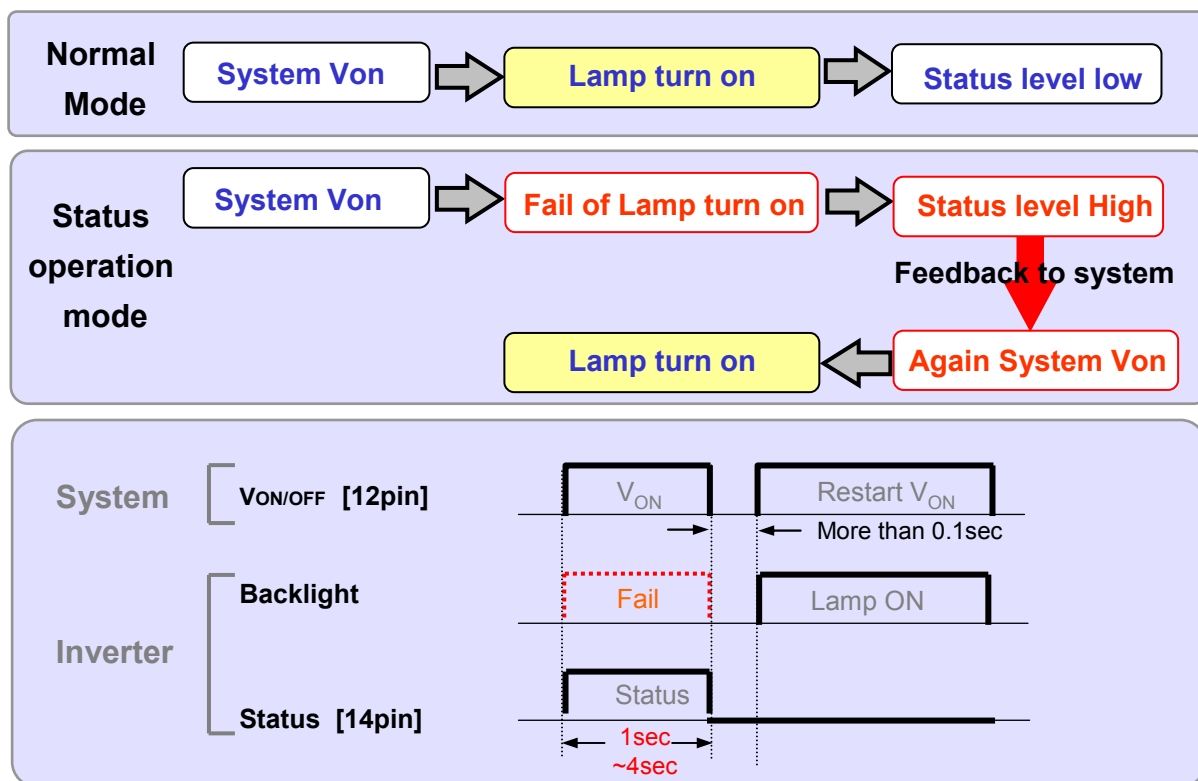 Normal
Mode
System Von
Lamp turn on
Status level low
Status
operation
mode
System Von
Fail of Lamp turn on
Status level High
Feedback to system
Lamp turn on
Again System Von
System
VON/OFF [12pin]
VON
Restart VON
More than 0.1sec
Inverter
Backlight
Fail
Lamp ON
Status [14pin]
Status
1sec
~4sec